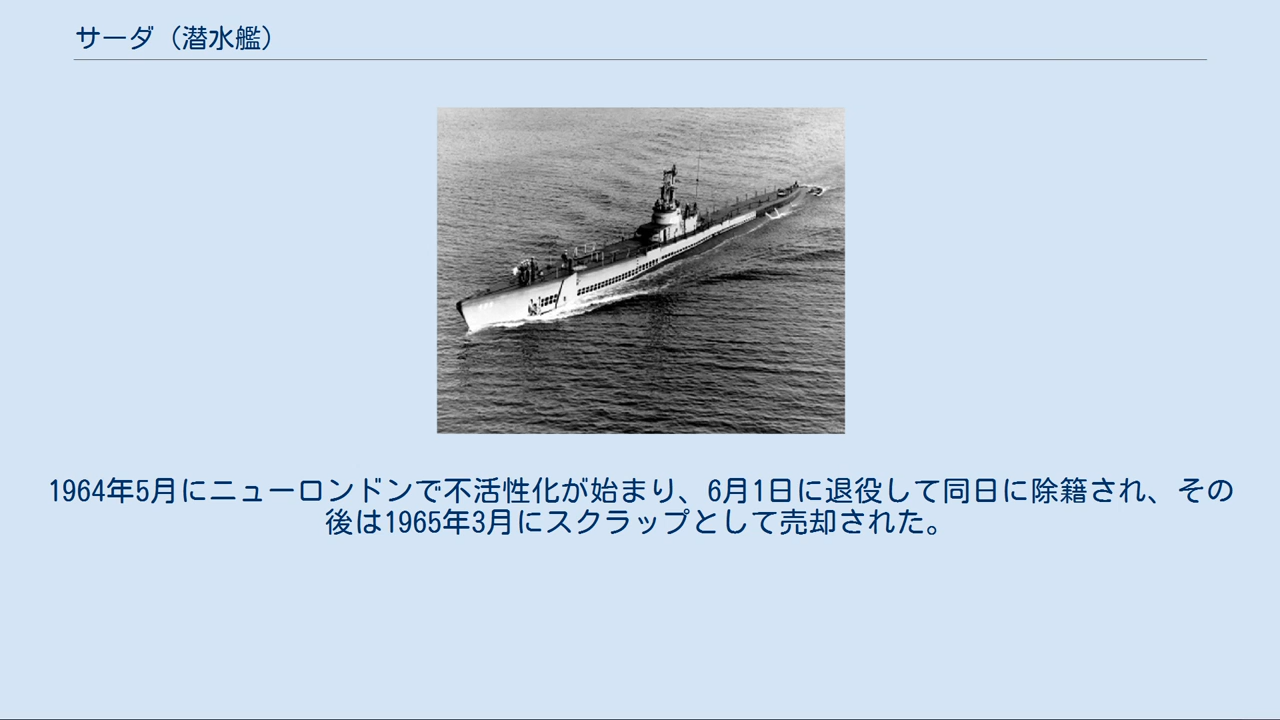 サーダ（潜水艦）
1964年5月にニューロンドンで不活性化が始まり、6月1日に退役して同日に除籍され、その
後は1965年3月にスクラップとして売却された。